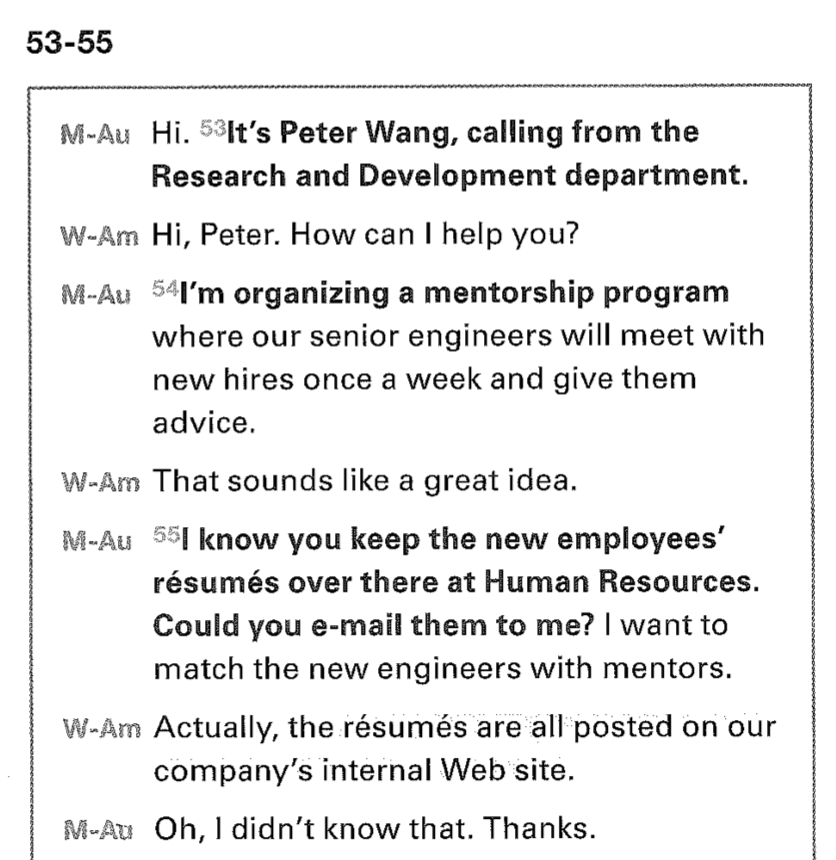 53-55
M-Au Hi. 53It's Peter Wang, calling from the
Research and Development department.
W-Am Hi, Peter. How can I help you?
M-Au 54I'm organizing a mentorship program
where our senior engineers will meet with
new hires once a week and give them
advice.
W-Am That sounds like a great idea.
M-Au 55I know you keep the new employees'
résumés over there at Human Resources.
Could you e-mail them to me? I want to
match the new engineers with mentors.
W-Am Actually, the résumés are all posted on our
company's internal Web site.
M-Au Oh, I didn't know that. Thanks.